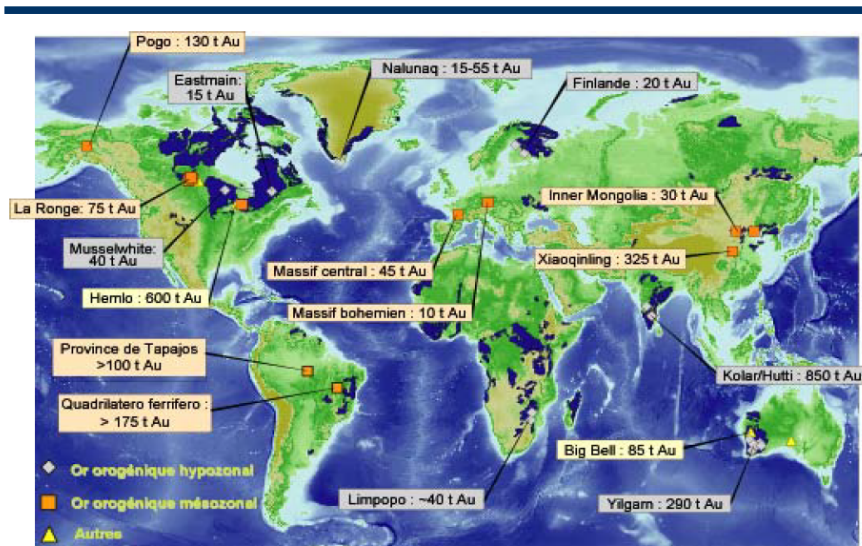 Pogo : 130 t Au
Nalunaq : 15-55 t Au
Eastmain:
15 t Au
Finlande : 20 t Au
La Ronge: 75 t Au
Inner Mongolia : 30 t Au
Musselwhite:
40 t Au
Massif central : 45 t Au
Xiaoqinling : 325 t Au
Hemlo : 600 t Au
Massif bohemien : 10 t Au
Province de Tapajos
>100 t Au
Kolar/Hutti : 850 t Au
Quadrilatero ferrifero :
> 175 t Au
Big Bell : 85 t Au
Or orogénique hypozonal
Or orogénique mésozonal
Limpopo : ~40 t Au
Yilgarn : 290 t Au
Autres